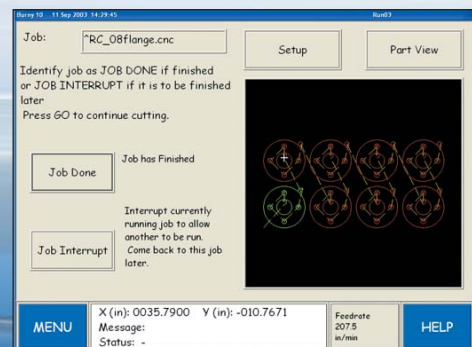 Burny 10 11 Sep 2003 14:29:45 Run03
Job: ^RC_08flange.cnc
Setup
Part View
Identify job as JOB DONE if finished
or JOB INTERRUPT if it is to be finished
later
Press GO to continue cutting.
Job Done
Job has Finished
Job Interrupt
Interrupt currently
running job to allow
another to be run.
Come back to this job
later.
MENU
X (in): 0035.7900 Y (in): -010.7671
Message:
Status: -
Feedrate
207.5
in/min
HELP